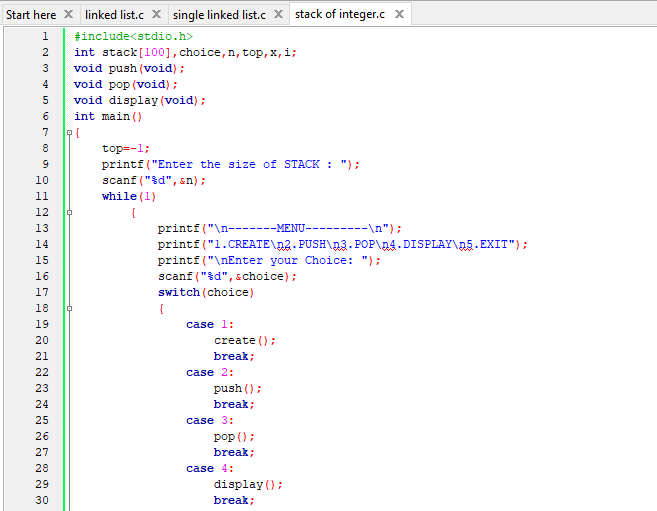 Start here linked list.c single linked list.c stack of integer.c
1 #include<stdio.h>
2 int stack[100],choice,n,top,x,i;
3 void push(void);
4 void pop(void);
5 void display(void);
6 int main()
7 {
8 top=-1;
9 printf("Enter the size of STACK : ");
10 scanf("%d",&n);
11 while(1)
12 {
13 printf("\n-------MENU---------\n");
14 printf("1.CREATE\n2.PUSH\n3.POP\n4.DISPLAY\n5.EXIT");
15 printf("\nEnter your Choice: ");
16 scanf("%d",&choice);
17 switch(choice)
18 {
19 case 1:
20 create();
21 break;
22 case 2:
23 push();
24 break;
25 case 3:
26 pop();
27 break;
28 case 4:
29 display();
30 break;